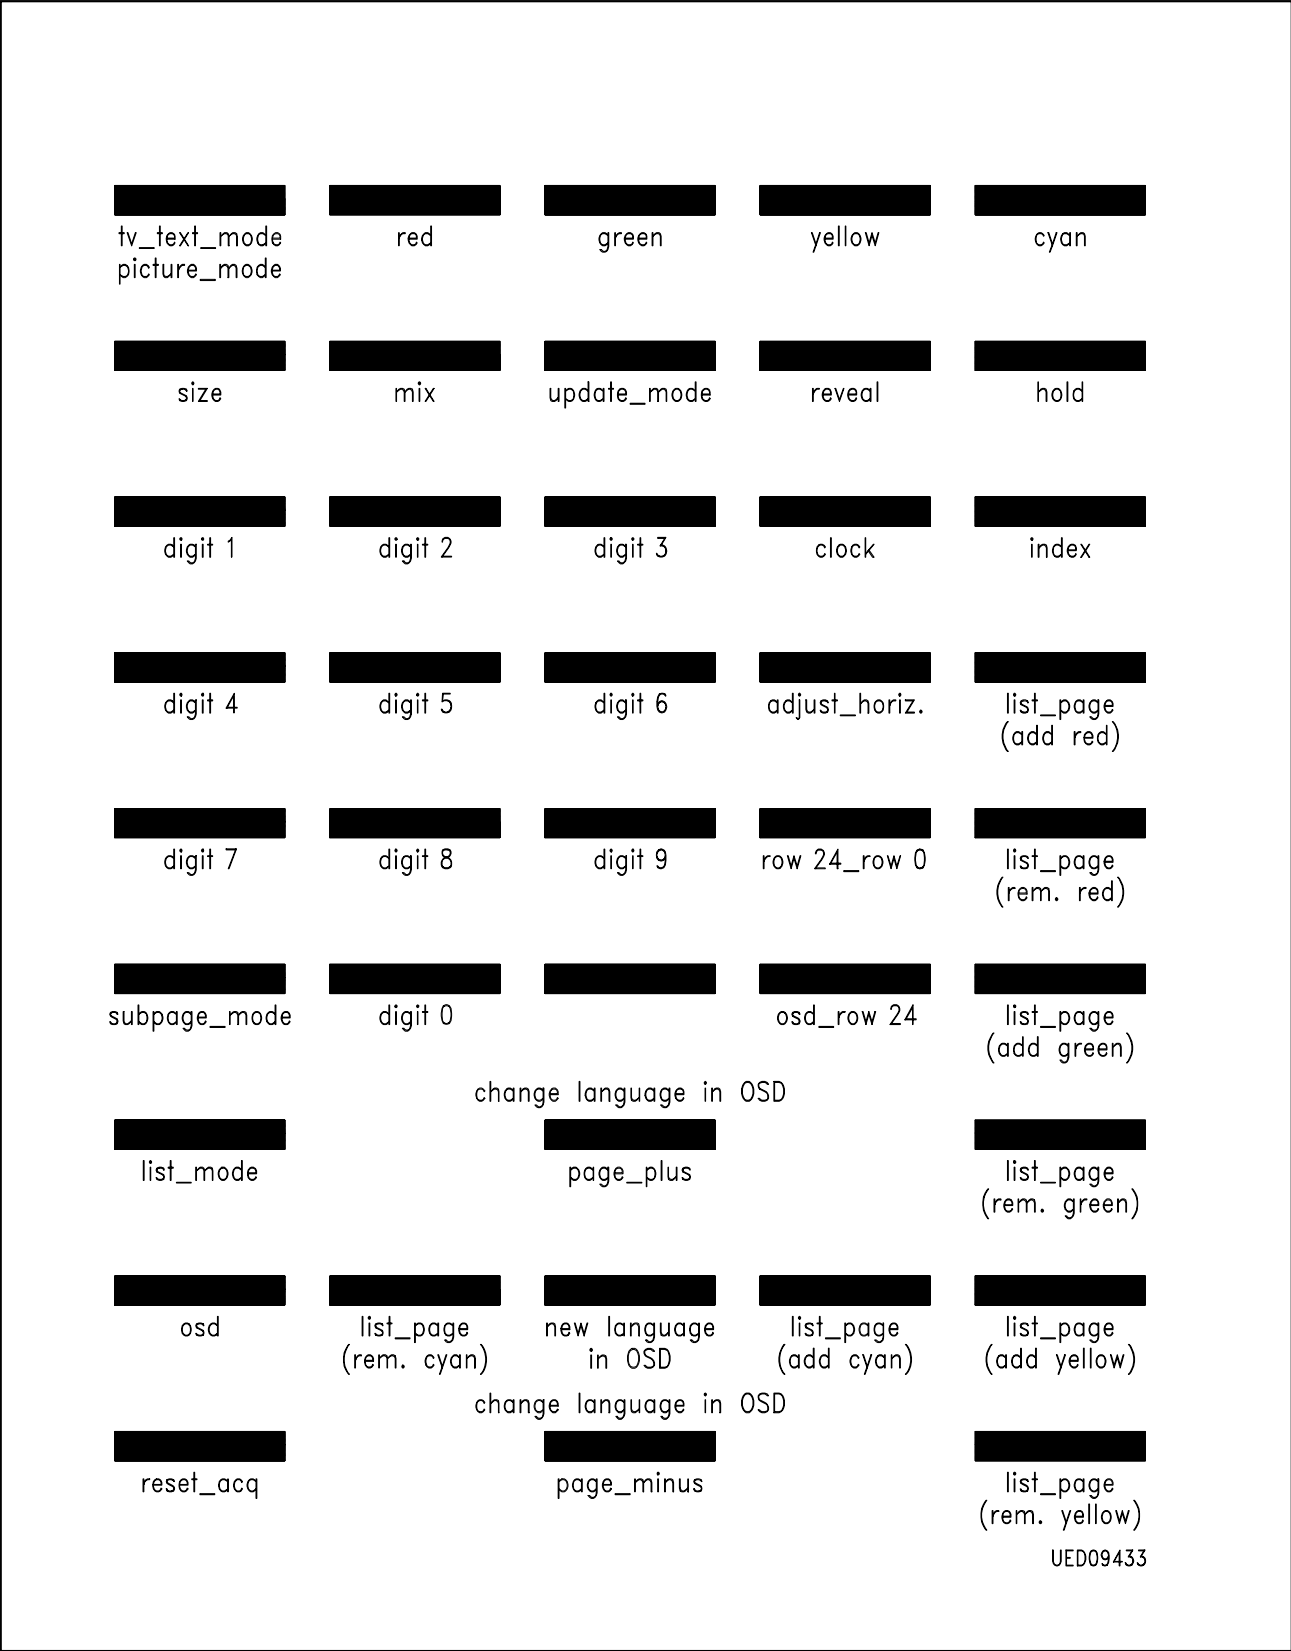 tv_text_mode red green yellow cyan
picture_mode
size mix update_mode reveal hold
digit 1 digit 2 digit 3 clock index
digit 4 digit 5 digit 6 adjust_horiz. list_page
(add red)
digit 7 digit 8 digit 9 row 24_row 0 list_page
(rem. red)
subpage_mode digit 0 osd_row 24 list_page
(add green)
change language in OSD
list_mode page_plus list_page
(rem. green)
osd list_page new language list_page list_page
(rem. cyan) in OSD (add cyan) (add yellow)
change language in OSD
reset_acq page_minus list_page
(rem. yellow)
UED09433